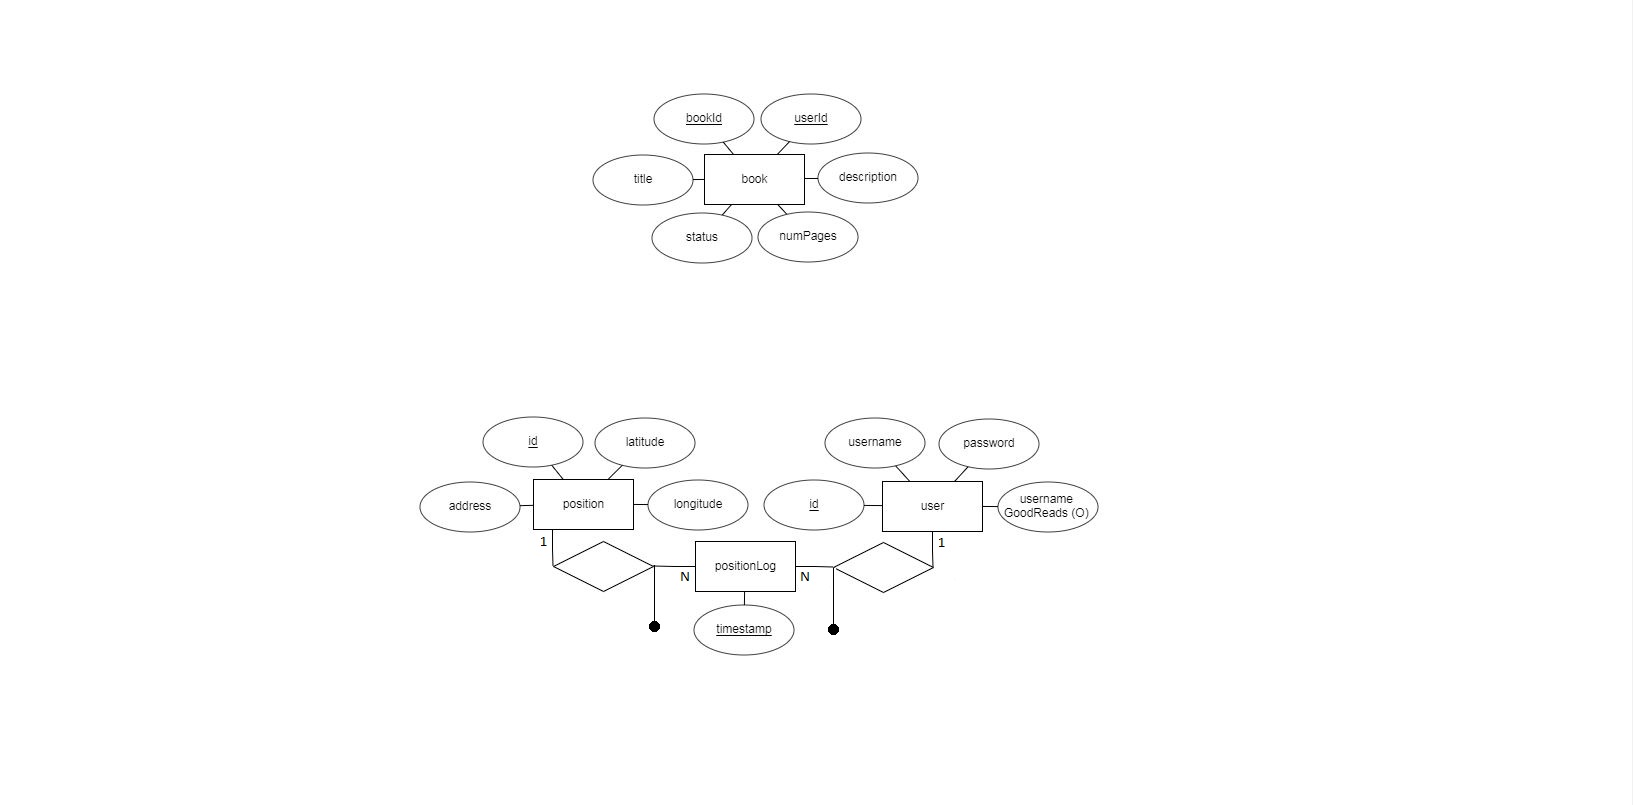 bookId
userId
title
book
description
status
numPages
id
latitude
username
password
address
position
longitude
id
user
username
GoodReads (O)
1
1
positionLog
N
N
timestamp